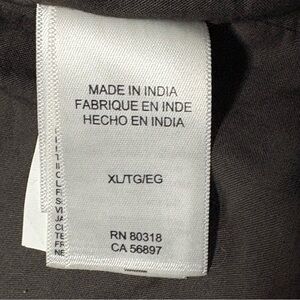 MADE IN INDIA
FABRIQUE EN INDE
HECHO EN INDIA
XL/TG/EG
RN 80318
CA 56897